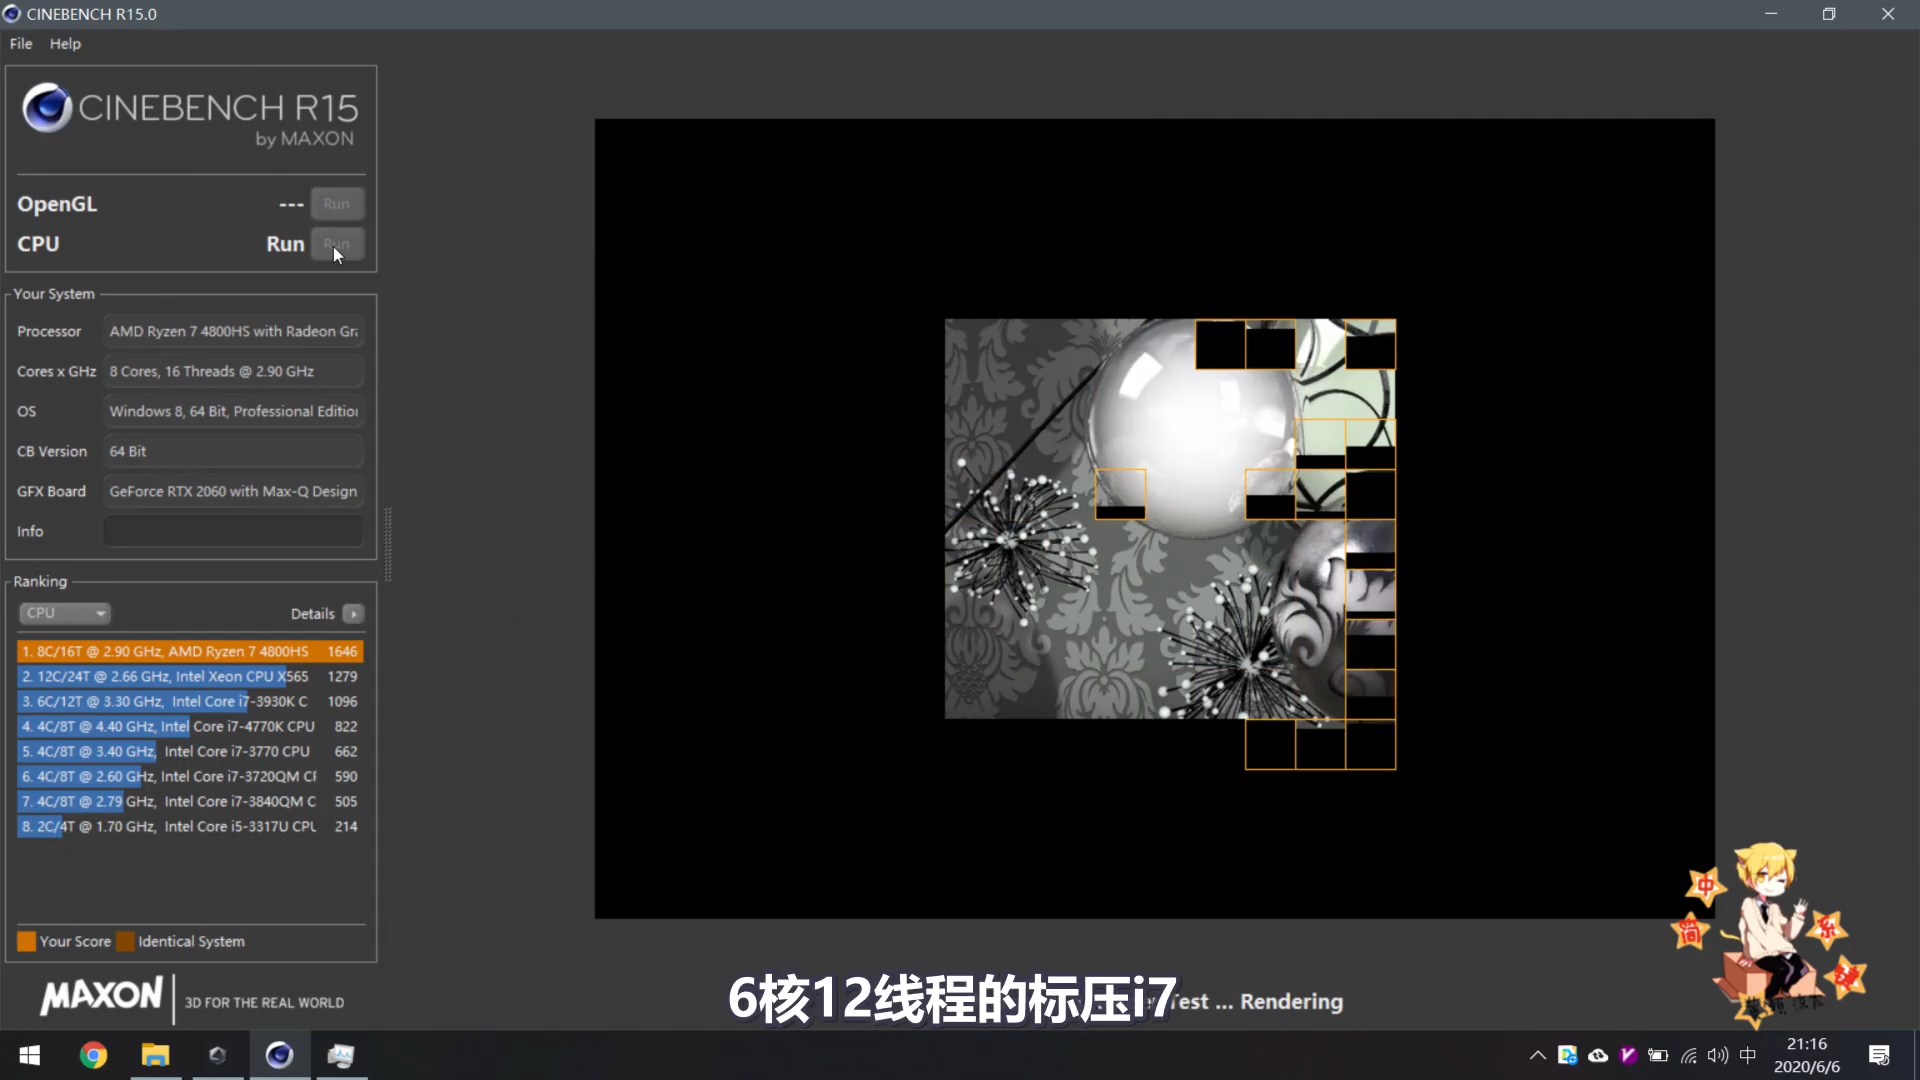 CINEBENCH R15.0
File Help
CINEBENCH R15
by MAXON
OpenGL --- Run
CPU Run Run
Your System
Processor AMD Ryzen 7 4800HS with Radeon Gra
Cores x GHz 8 Cores, 16 Threads @ 2.90 GHz
OS Windows 8, 64 Bit, Professional Edition
CB Version 64 Bit
GFX Board GeForce RTX 2060 with Max-Q Design
Info
Ranking
CPU Details
1. 8C/16T @ 2.90 GHz, AMD Ryzen 7 4800HS 1646
2. 12C/24T @ 2.66 GHz, Intel Xeon CPU X565 1279
3. 6C/12T @ 3.30 GHz, Intel Core i7-3930K C 1096
4. 4C/8T @ 4.40 GHz, Intel Core i7-4770K CPU 822
5. 4C/8T @ 3.40 GHz, Intel Core i7-3770 CPU 662
6. 4C/8T @ 2.60 GHz, Intel Core i7-3720QM CP 590
7. 4C/8T @ 2.79 GHz, Intel Core i7-3840QM C 505
8. 2C/4T @ 1.70 GHz, Intel Core i5-3317U CPU 214
Your Score Identical System
MAXON 3D FOR THE REAL WORLD
6核12线程的标压i7
Test ... Rendering
中
简
乐
中
21:16
2020/6/6